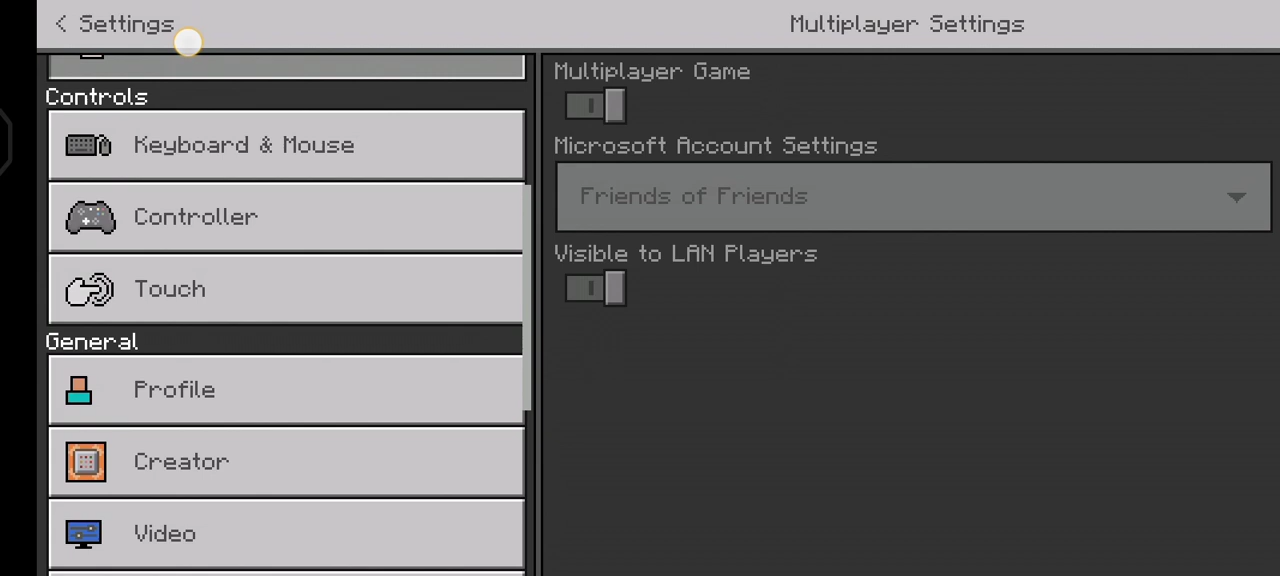 Settings
Multiplayer Settings
Controls
Keyboard & Mouse
Controller
Touch
General
Profile
Creator
Video
Multiplayer Game
Microsoft Account Settings
Friends of Friends
Visible to LAN Players